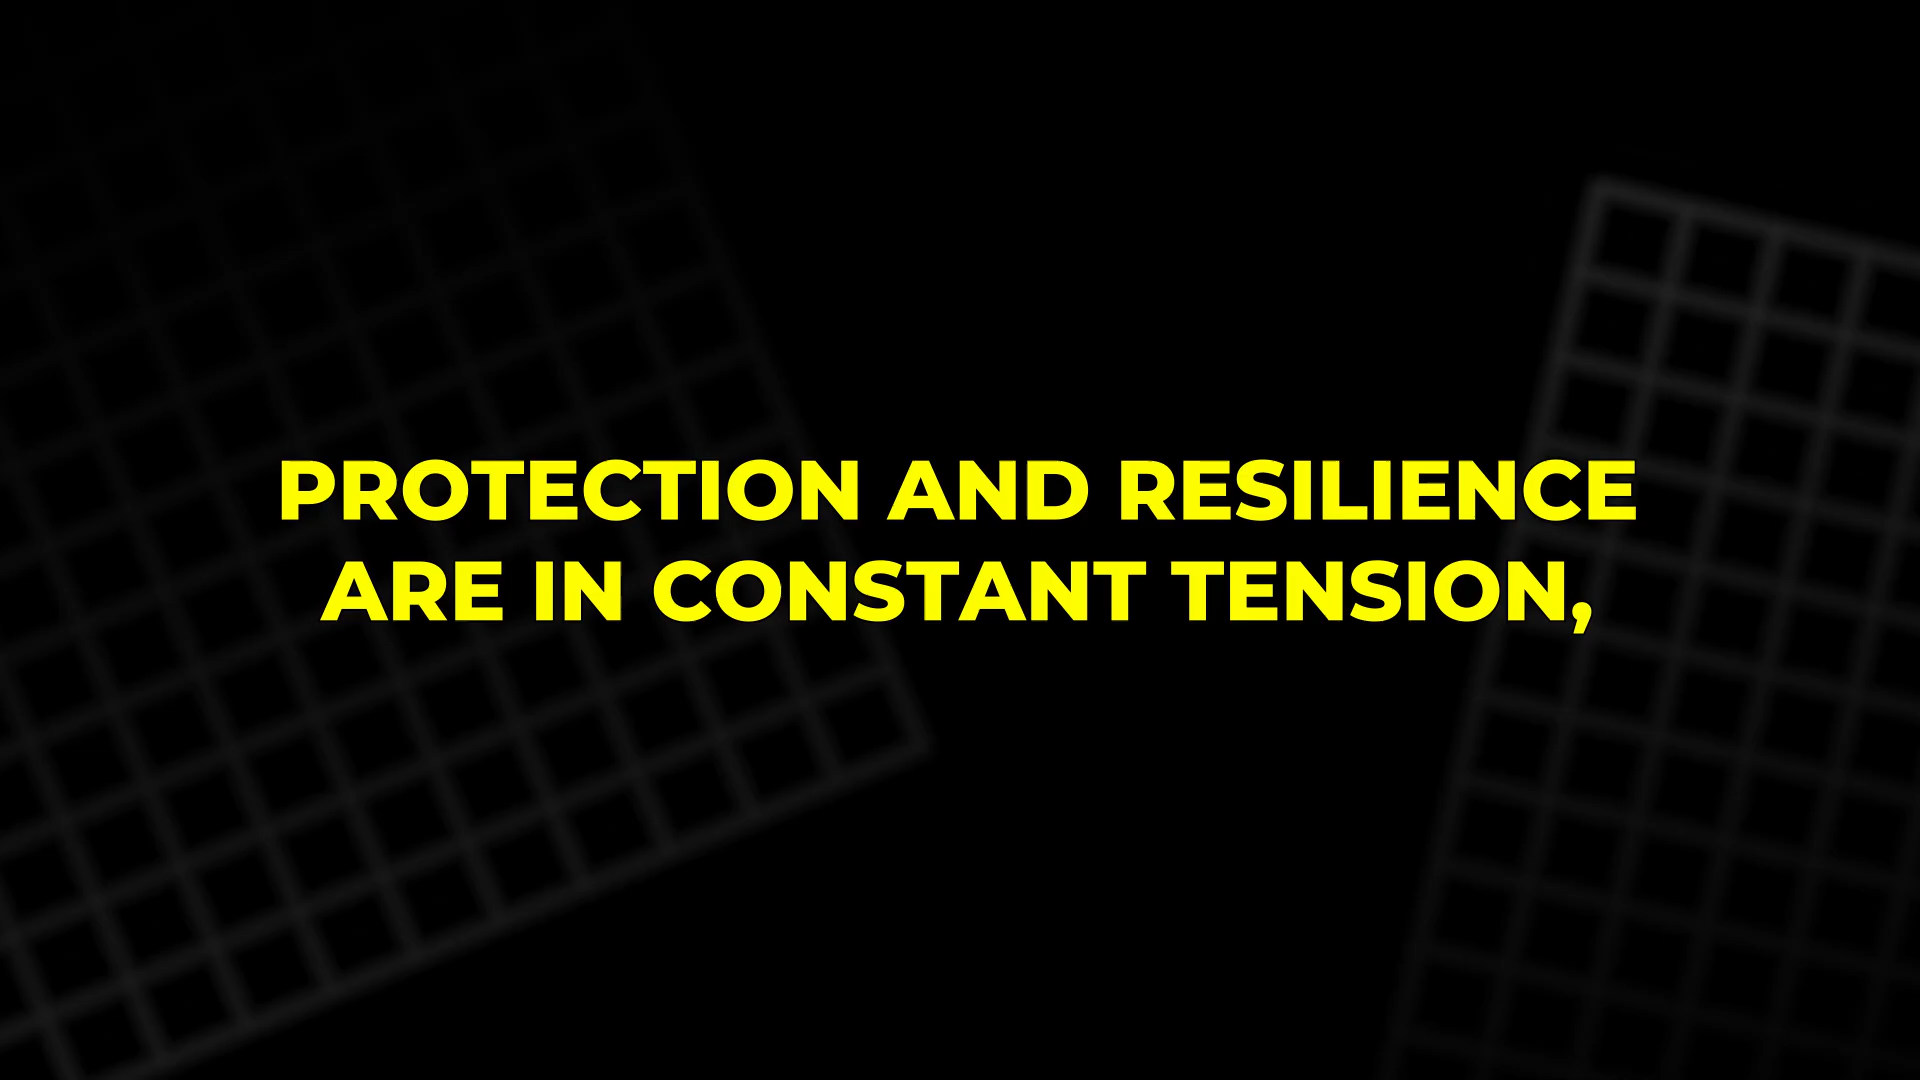 PROTECTION AND RESILIENCE
ARE IN CONSTANT TENSION,